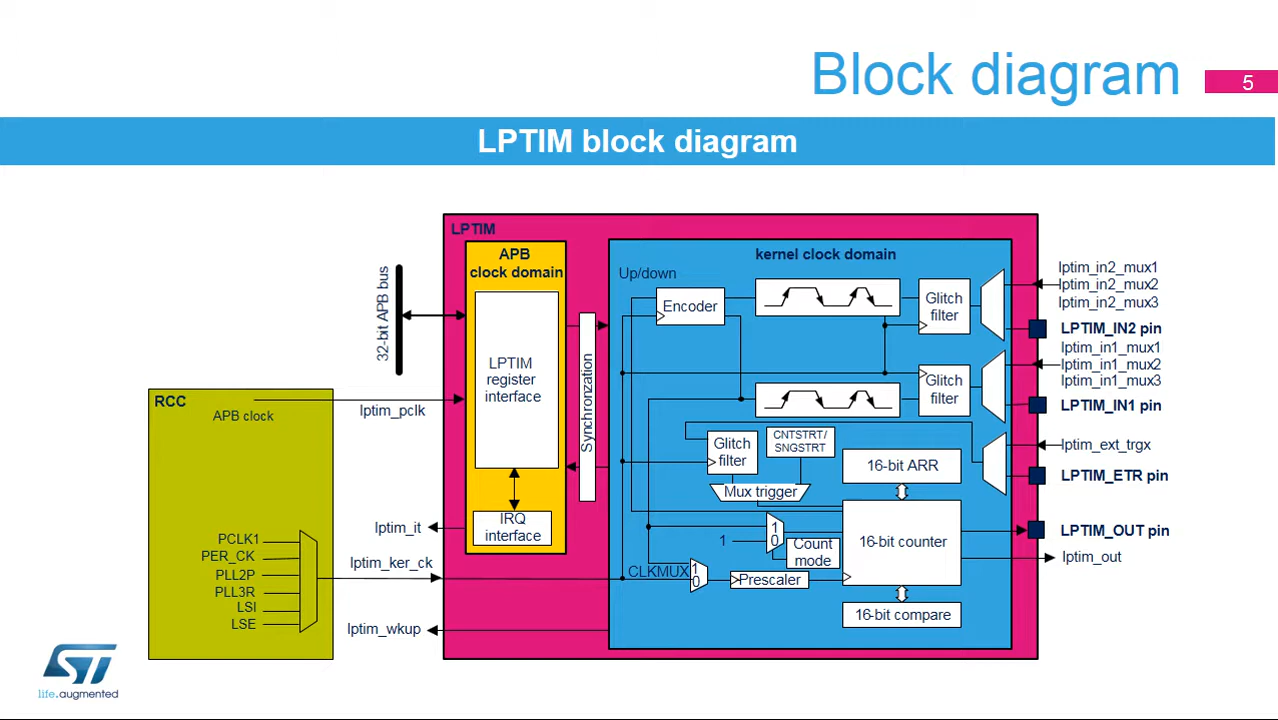 Block diagram
5
LPTIM block diagram
LPTIM
APB
clock domain
kernel clock domain
32-bit APB bus
LPTIM
register
interface
IRQ
interface
Synchronization
Up/down
Encoder
Glitch
filter
Glitch
filter
Glitch
filter
CNTSTRT/
SNGSTRT
Mux trigger
16-bit ARR
16-bit counter
16-bit compare
1
0
1
Count
mode
CLKMUX
1
0
Prescaler
lptim_in2_mux1
lptim_in2_mux2
lptim_in2_mux3
LPTIM_IN2 pin
lptim_in1_mux1
lptim_in1_mux2
lptim_in1_mux3
LPTIM_IN1 pin
lptim_ext_trgx
LPTIM_ETR pin
LPTIM_OUT pin
lptim_out
RCC
APB clock
lptim_pclk
lptim_it
lptim_ker_ck
lptim_wkup
PCLK1
PER_CK
PLL2P
PLL3R
LSI
LSE
ST
life.augmented